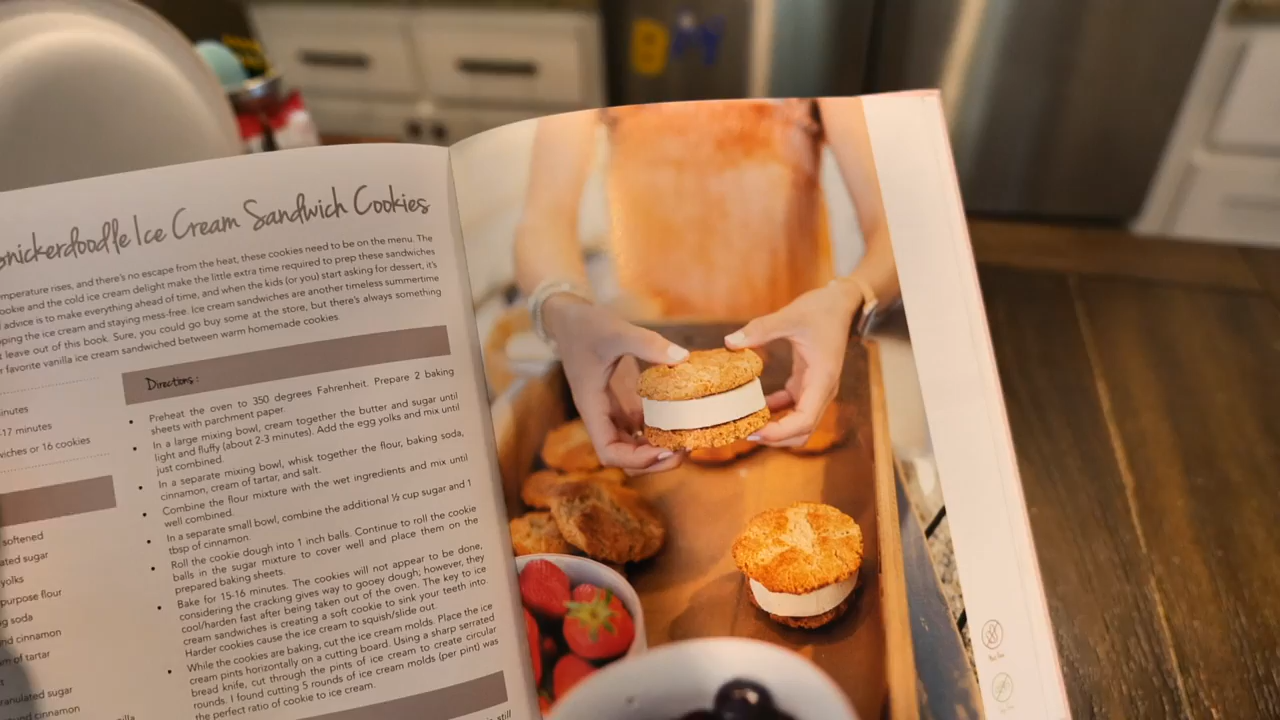 Snickerdoodle Ice Cream Sandwich Cookies
temperature rises, and there's no escape from the heat, these cookies need to be on the menu. The
ookie and the cold ice cream delight make the little extra time required to prep these sandwiches
advice is to make everything ahead of time, and when the kids (or you) start asking for dessert, it's
ping the ice cream and staying mess-free. Ice cream sandwiches are another timeless summertime
leave out of this book. Sure, you could go buy some at the store, but there's always something
favorite vanilla ice cream sandwiched between warm homemade cookies.
inutes
-17 minutes
wiches or 16 cookies
softened
ated sugar
yolks
purpose flour
g soda
nd cinnamon
m of tartar
t
ranulated sugar
und cinnamon
Directions:
• Preheat the oven to 350 degrees Fahrenheit. Prepare 2 baking
sheets with parchment paper.
• In a large mixing bowl, cream together the butter and sugar until
light and fluffy (about 2-3 minutes). Add the egg yolks and mix until
just combined.
• In a separate mixing bowl, whisk together the flour, baking soda,
cinnamon, cream of tartar, and salt.
• Combine the flour mixture with the wet ingredients and mix until
well combined.
• In a separate small bowl, combine the additional ½ cup sugar and 1
tbsp of cinnamon.
• Roll the cookie dough into 1 inch balls. Continue to roll the cookie
balls in the sugar mixture to cover well and place them on the
prepared baking sheets.
• Bake for 15-16 minutes. The cookies will not appear to be done,
considering the cracking gives way to gooey dough; however, they
cool/harden fast after being taken out of the oven. The key to ice
cream sandwiches is creating a soft cookie to sink your teeth into.
Harder cookies cause the ice cream to squish/slide out.
• While the cookies are baking, cut the ice cream molds. Place the ice
cream pints horizontally on a cutting board. Using a sharp serrated
bread knife, cut through the pints of ice cream to create circular
rounds. I found cutting 5 rounds of ice cream molds (per pint) was
the perfect ratio of cookie to ice cream.
still